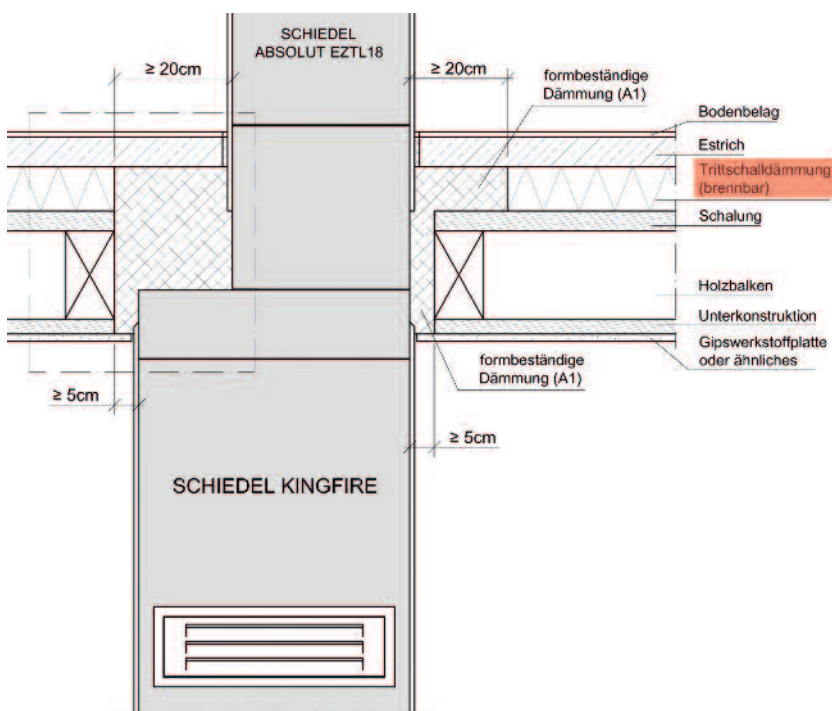 SCHIEDEL
ABSOLUT EZTL18
≥ 20cm
≥ 20cm
formbeständige
Dämmung (A1)
Bodenbelag
Estrich
Trittschalldämmung
(brennbar)
Schalung
Holzbalken
Unterkonstruktion
Gipswerkstoffplatte
oder ähnliches
formbeständige
Dämmung (A1)
≥ 5cm
≥ 5cm
SCHIEDEL KINGFIRE